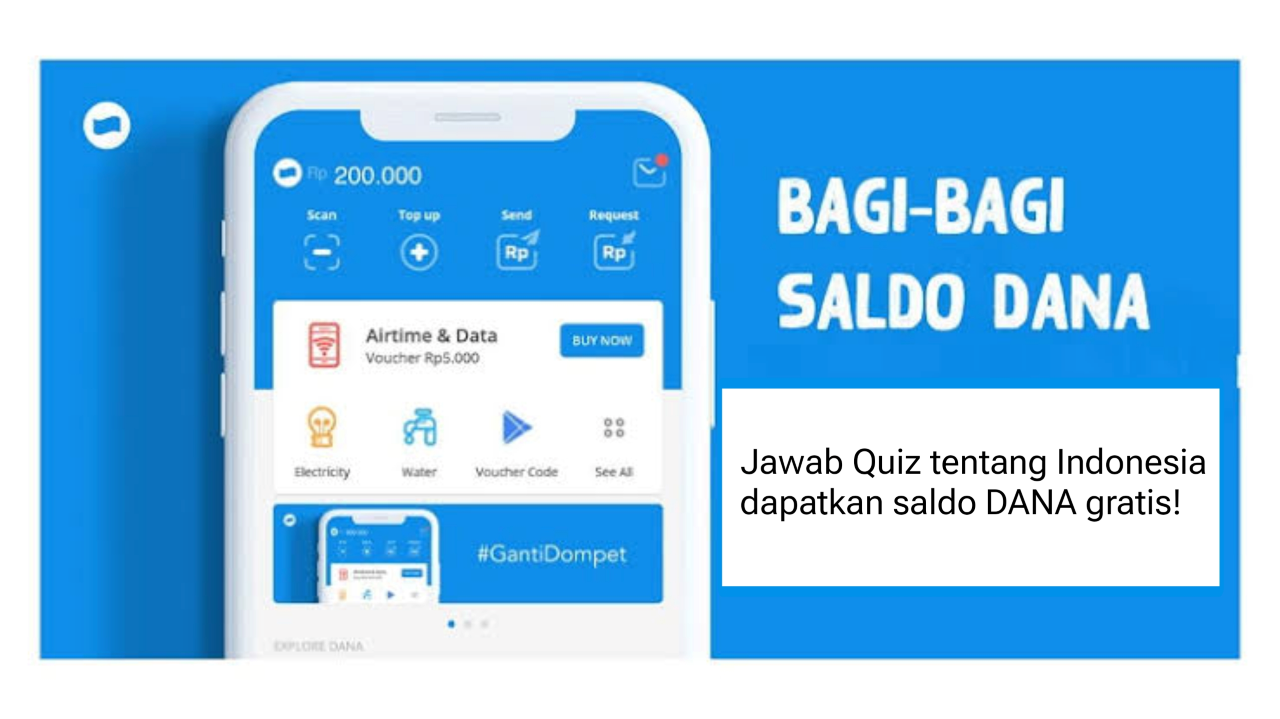 Rp 200.000
Scan Top up Send Request
Rp Rp
Airtime & Data
Voucher Rp5.000
BUY NOW
Electricity Water Voucher Code See All
#GantiDompet
EXPLORE DANA
BAGI-BAGI
SALDO DANA
Jawab Quiz tentang Indonesia
dapatkan saldo DANA gratis!